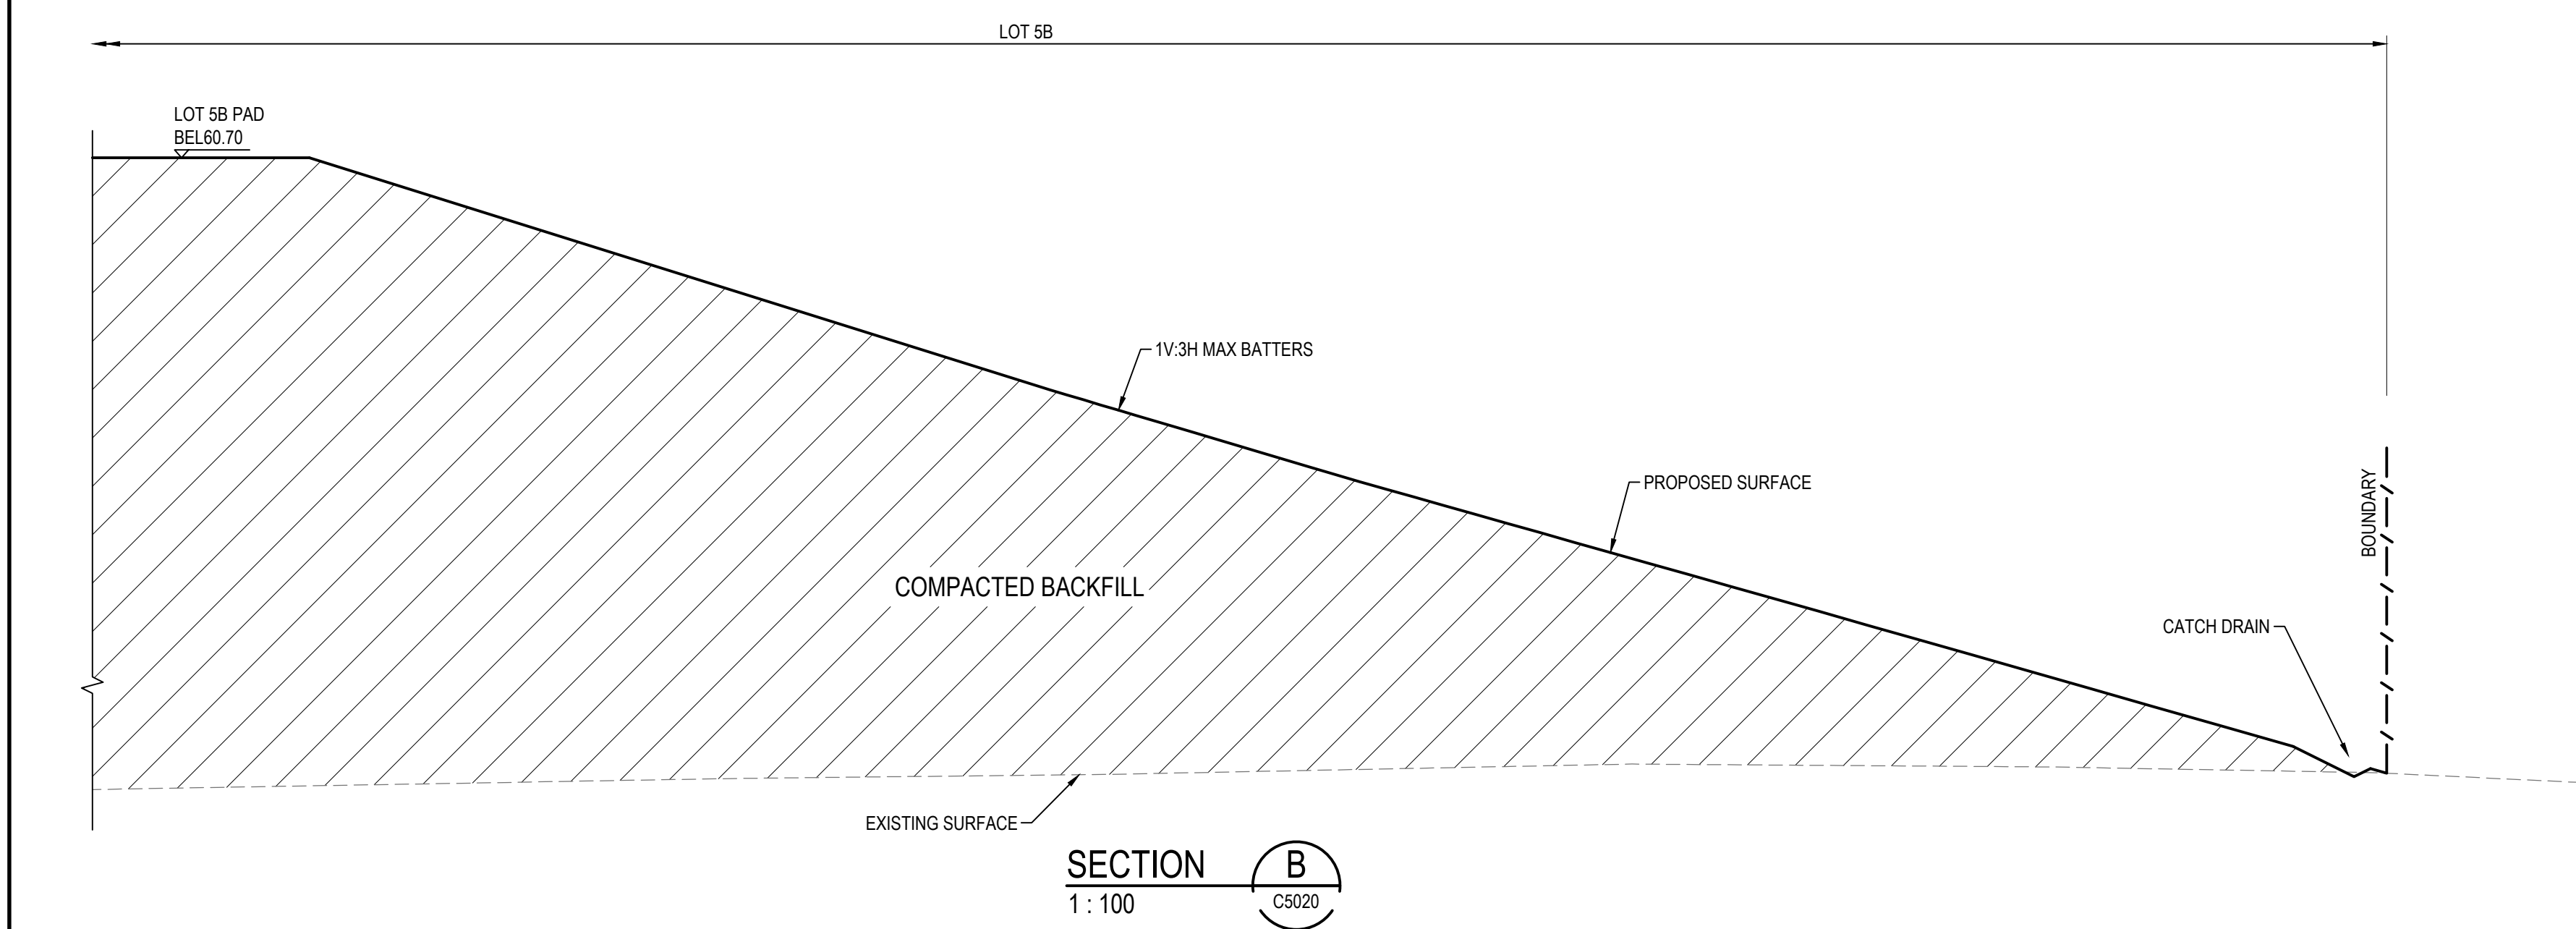 LOT 5B
LOT 5B PAD
BEL60.70
1V:3H MAX BATTERS
PROPOSED SURFACE
BOUNDARY
COMPACTED BACKFILL
CATCH DRAIN
EXISTING SURFACE
SECTION B
1 : 100 C5020